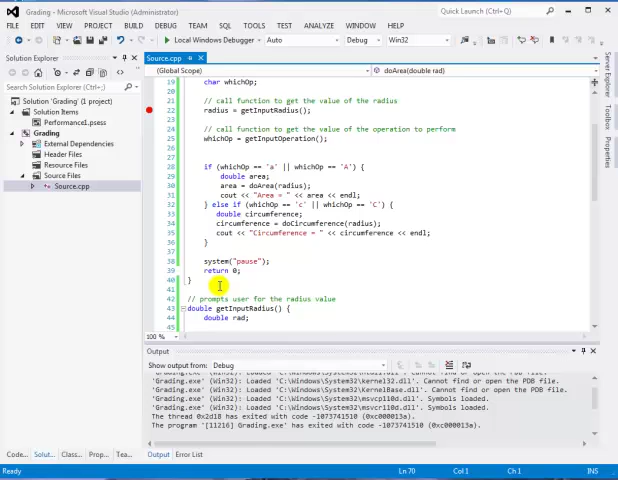 Grading - Microsoft Visual Studio (Administrator)
Quick Launch (Ctrl+Q)
FILE EDIT VIEW PROJECT BUILD DEBUG TEAM SQL TOOLS TEST ANALYZE WINDOW HELP
Local Windows Debugger Auto Debug Win32
Solution Explorer
Search Solution Explorer (Ctrl+;)
Solution 'Grading' (1 project)
Solution Items
Performance1.psess
Grading
External Dependencies
Header Files
Resource Files
Source Files
Source.cpp
Source.cpp
(Global Scope) doArea(double rad)
19 char whichOp;
20
21 // call function to get the value of the radius
22 radius = getInputRadius();
23
24 // call function to get the value of the operation to perform
25 whichOp = getInputOperation();
26
27
28 if (whichOp == 'a' || whichOp == 'A') {
29 double area;
30 area = doArea(radius);
31 cout << "Area = " << area << endl;
32 } else if (whichOp == 'c' || whichOp == 'C') {
33 double circumference;
34 circumference = doCircumference(radius);
35 cout << "Circumference = " << circumference << endl;
36 }
37
38 system("pause");
39 return 0;
40 }
41
42 // prompts user for the radius value
43 double getInputRadius() {
44 double rad;
45
100 %
Server Explorer
Toolbox
Properties
Output
Show output from: Debug
'Grading.exe' (Win32): Loaded 'C:\Windows\System32\kernel32.dll'. Cannot find or open the PDB file.
'Grading.exe' (Win32): Loaded 'C:\Windows\System32\KernelBase.dll'. Cannot find or open the PDB file.
'Grading.exe' (Win32): Loaded 'C:\Windows\System32\msvcp110d.dll'. Symbols loaded.
'Grading.exe' (Win32): Loaded 'C:\Windows\System32\msvcr110d.dll'. Symbols loaded.
The thread 0x2d18 has exited with code -1073741510 (0xc000013a).
The program '[11216] Grading.exe' has exited with code -1073741510 (0xc000013a).
Code... Solut... Class... Prop... Tea...
Output Error List
Ready Ln 70 Col 1 Ch 1 INS